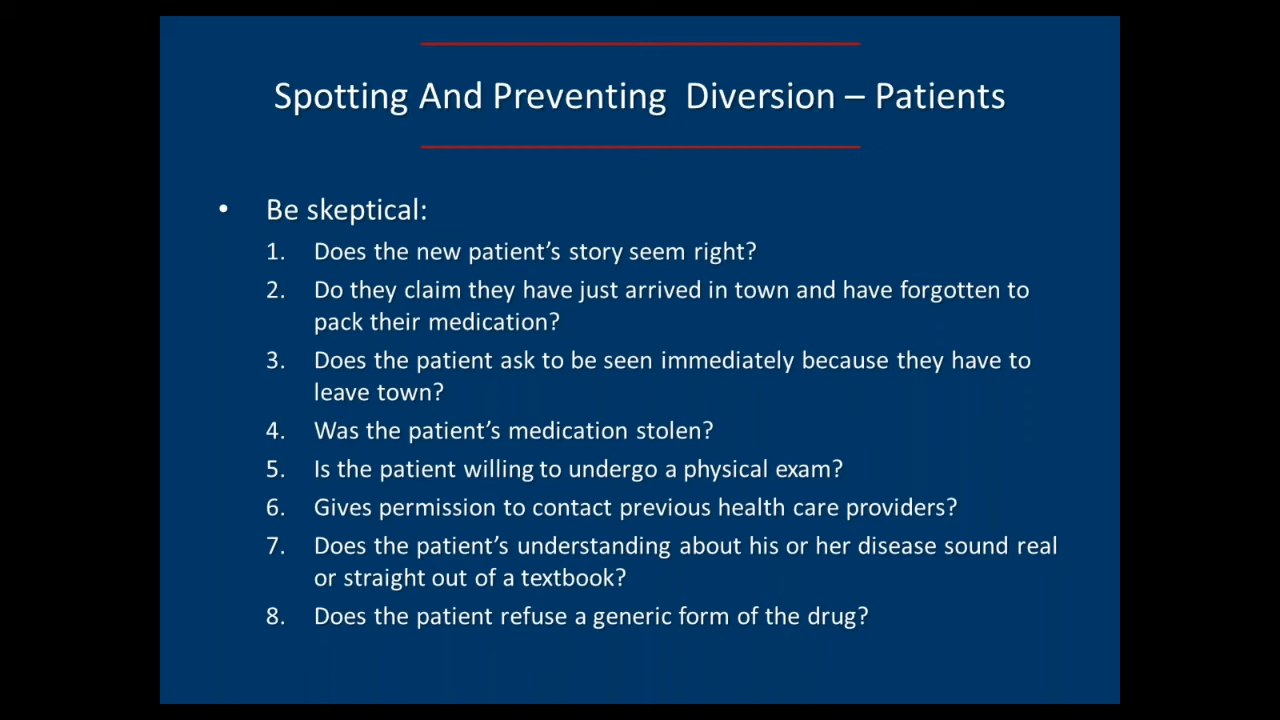 Spotting And Preventing  Diversion – Patients
• Be skeptical:
1. Does the new patient’s story seem right?
2. Do they claim they have just arrived in town and have forgotten to
pack their medication?
3. Does the patient ask to be seen immediately because they have to
leave town?
4. Was the patient’s medication stolen?
5. Is the patient willing to undergo a physical exam?
6. Gives permission to contact previous health care providers?
7. Does the patient’s understanding about his or her disease sound real
or straight out of a textbook?
8. Does the patient refuse a generic form of the drug?